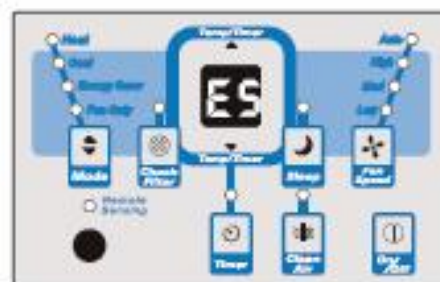 Heat
Cool
Energy Saver
Fan Only
Mode
Check
Filter
Temp/Timer
ES
Temp/Timer
Auto
High
Med
Low
Sleep
Fan
Speed
Remote
Sensing
Timer
Clean
Air
On/Off